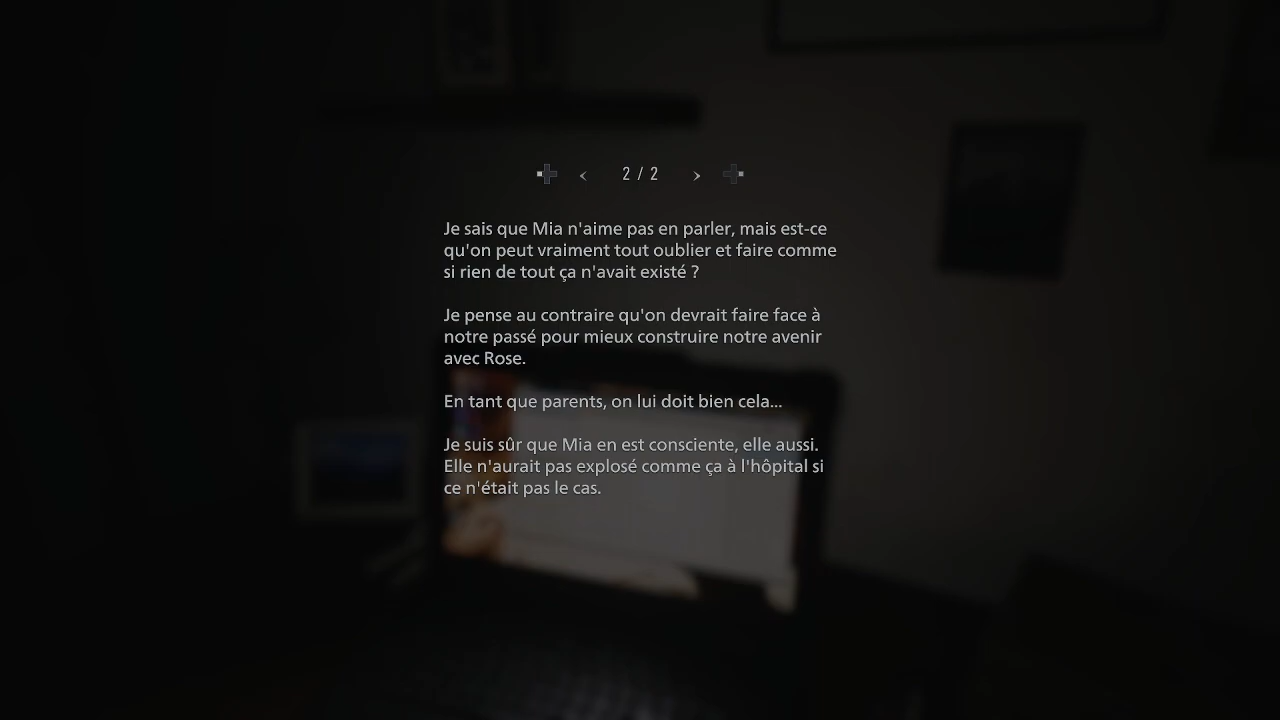 2 / 2
Je sais que Mia n'aime pas en parler, mais est-ce
qu'on peut vraiment tout oublier et faire comme
si rien de tout ça n'avait existé ?
Je pense au contraire qu'on devrait faire face à
notre passé pour mieux construire notre avenir
avec Rose.
En tant que parents, on lui doit bien cela...
Je suis sûr que Mia en est consciente, elle aussi.
Elle n'aurait pas explosé comme ça à l'hôpital si
ce n'était pas le cas.